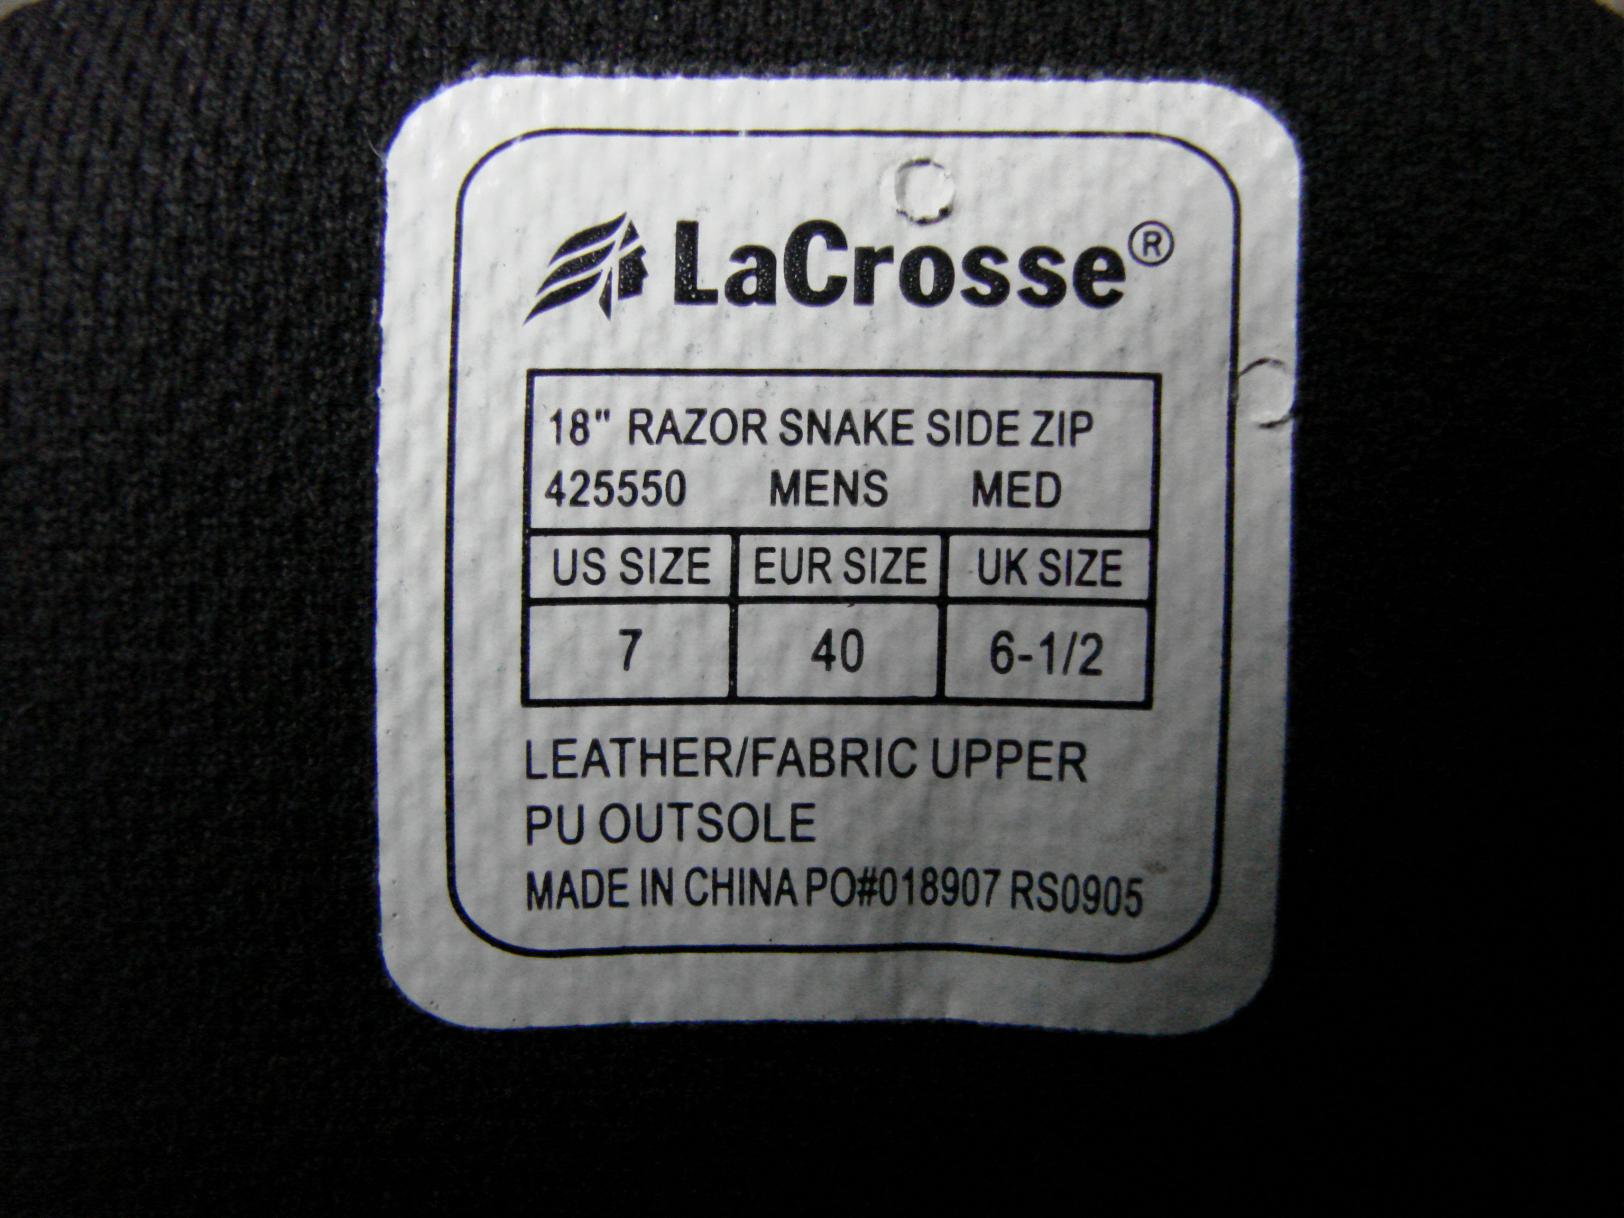 LaCrosse®
18" RAZOR SNAKE SIDE ZIP
425550 MENS MED
US SIZE EUR SIZE UK SIZE
7 40 6-1/2
LEATHER/FABRIC UPPER
PU OUTSOLE
MADE IN CHINA PO#018907 RS0905